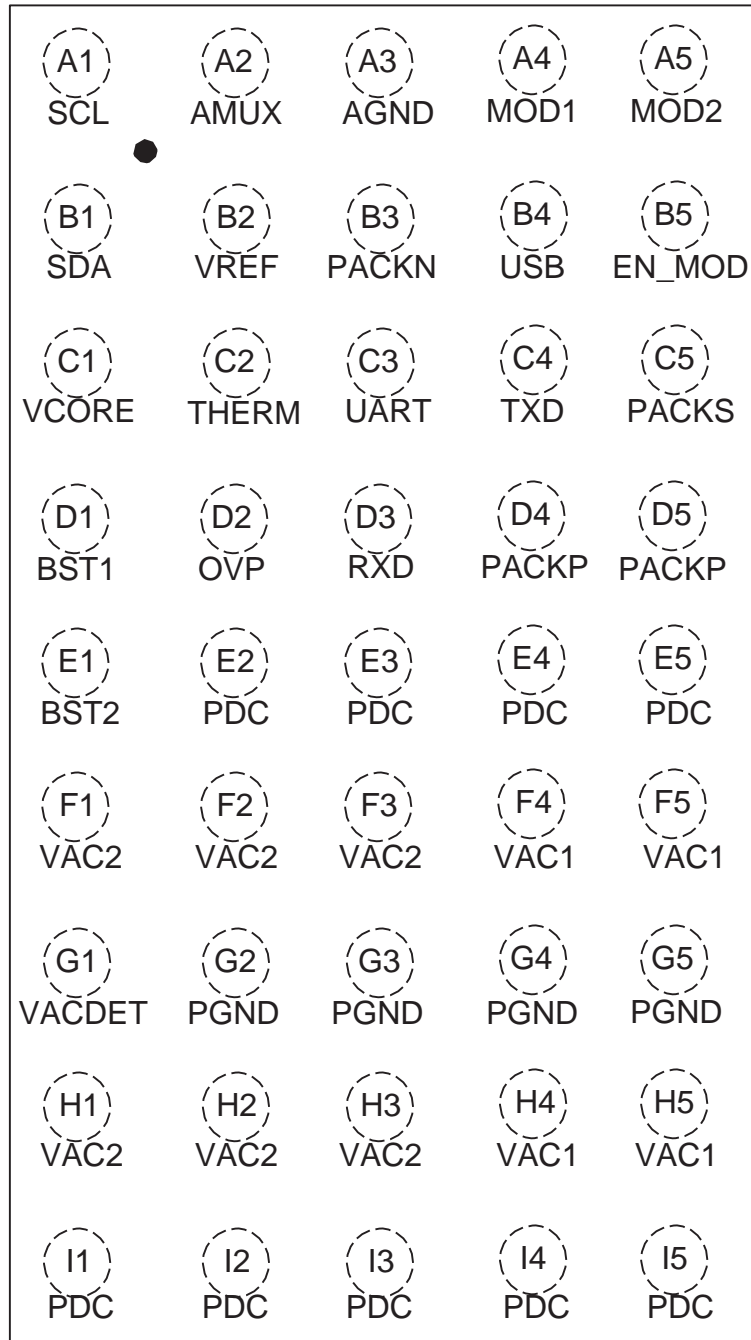 A1 A2 A3 A4 A5
SCL AMUX AGND MOD1 MOD2
B1 B2 B3 B4 B5
SDA VREF PACKN USB EN_MOD
C1 C2 C3 C4 C5
VCORE THERM UART TXD PACKS
D1 D2 D3 D4 D5
BST1 OVP RXD PACKP PACKP
E1 E2 E3 E4 E5
BST2 PDC PDC PDC PDC
F1 F2 F3 F4 F5
VAC2 VAC2 VAC2 VAC1 VAC1
G1 G2 G3 G4 G5
VACDET PGND PGND PGND PGND
H1 H2 H3 H4 H5
VAC2 VAC2 VAC2 VAC1 VAC1
I1 I2 I3 I4 I5
PDC PDC PDC PDC PDC